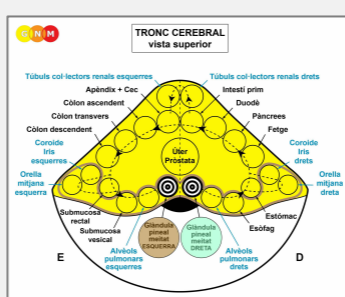 GNM
TRONC CEREBRAL
vista superior
Túbuls col·lectors renals esquerres
Túbuls col·lectors renals drets
Apèndix + Cec
Intestí prim
Còlon ascendent
Duodè
Còlon transvers
Pàncrees
Còlon descendent
Fetge
Coroide
Iris
esquerres
Coroide
Iris
drets
Úter
Pròstata
Orella
mitjana
esquerra
Orella
mitjana
dreta
Submucosa
rectal
Submucosa
vesical
Estómac
Esòfag
Glàndula
pineal
meitat
ESQUERRA
Glàndula
pineal
meitat
DRETA
Alvèols
pulmonars
esquerres
Alvèols
pulmonars
drets
E
D